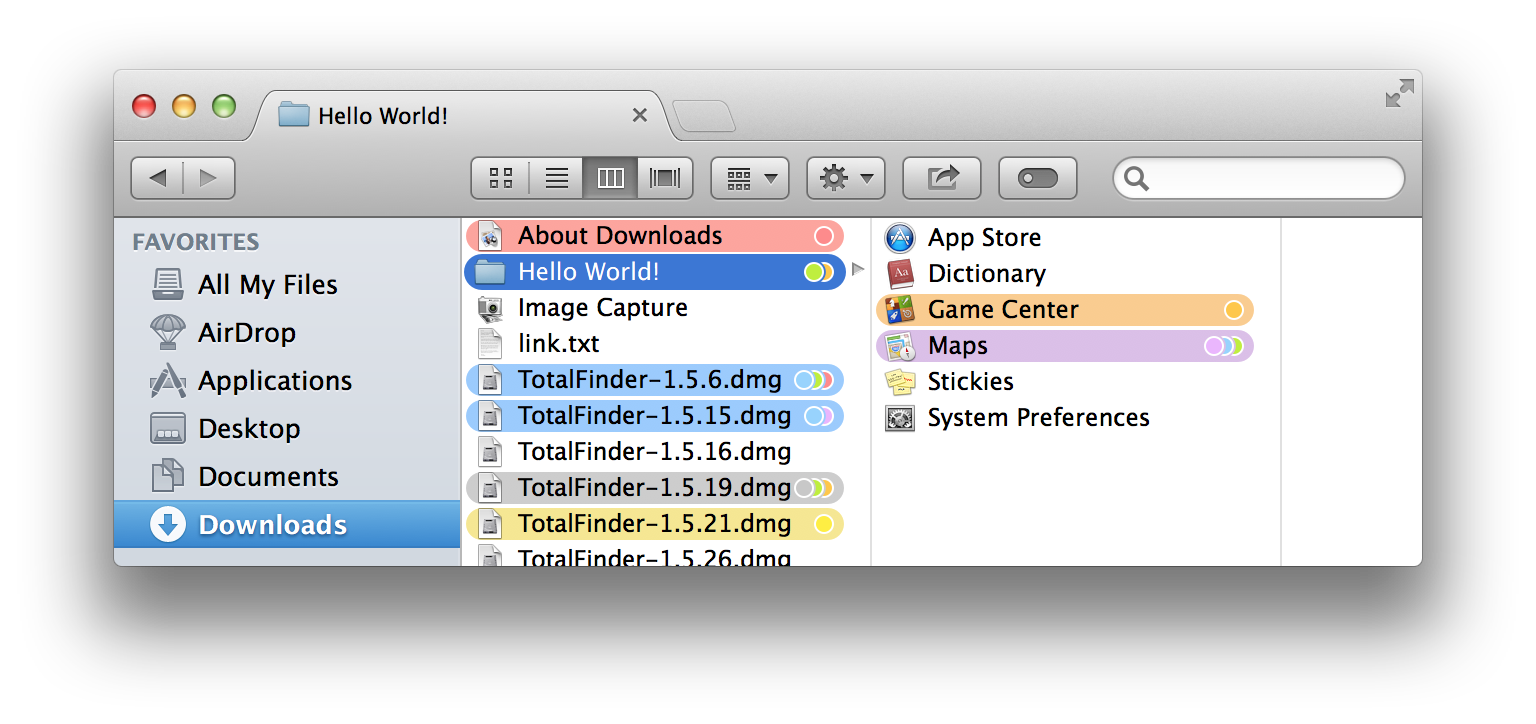 Hello World!
FAVORITES
All My Files
AirDrop
Applications
Desktop
Documents
Downloads
About Downloads
Hello World!
Image Capture
link.txt
TotalFinder-1.5.6.dmg
TotalFinder-1.5.15.dmg
TotalFinder-1.5.16.dmg
TotalFinder-1.5.19.dmg
TotalFinder-1.5.21.dmg
TotalFinder-1.5.26.dmg
App Store
Dictionary
Game Center
Maps
Stickies
System Preferences